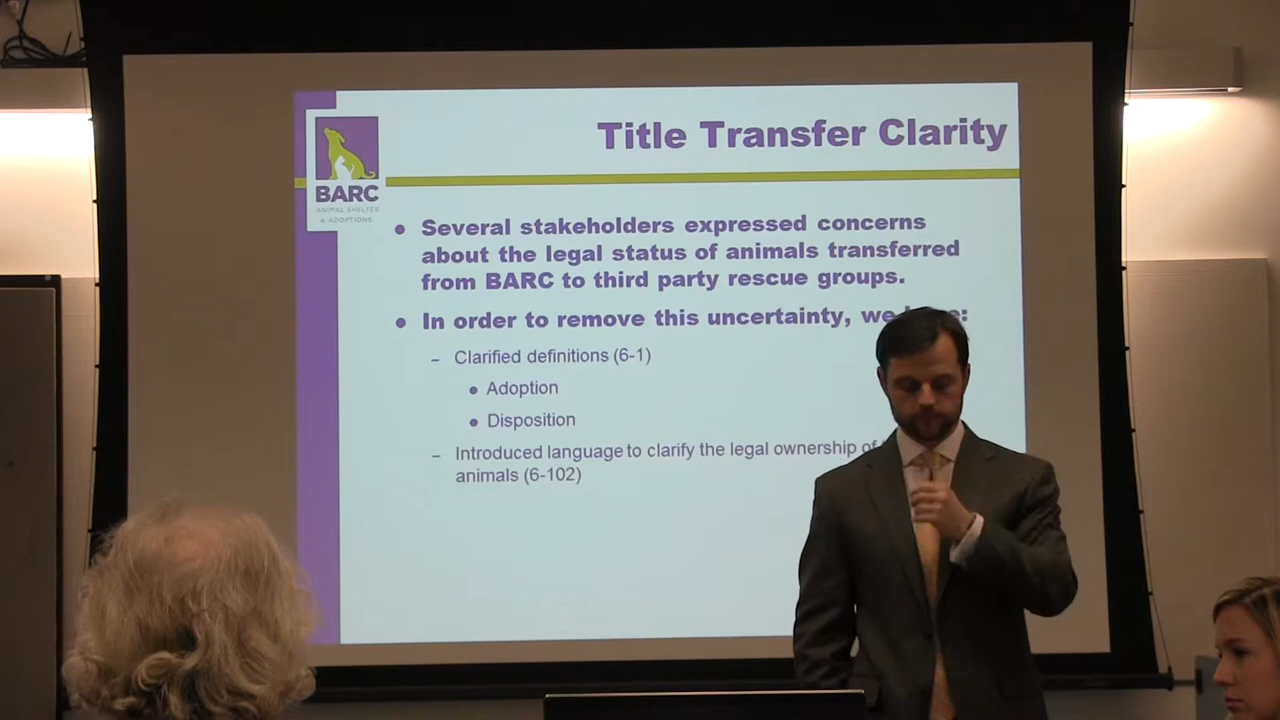 Title Transfer Clarity
BARC
ANIMAL SHELTER
& ADOPTIONS
● Several stakeholders expressed concerns
about the legal status of animals transferred
from BARC to third party rescue groups.
● In order to remove this uncertainty, we
– Clarified definitions (6-1)
● Adoption
● Disposition
– Introduced language to clarify the legal ownership of
animals (6-102)